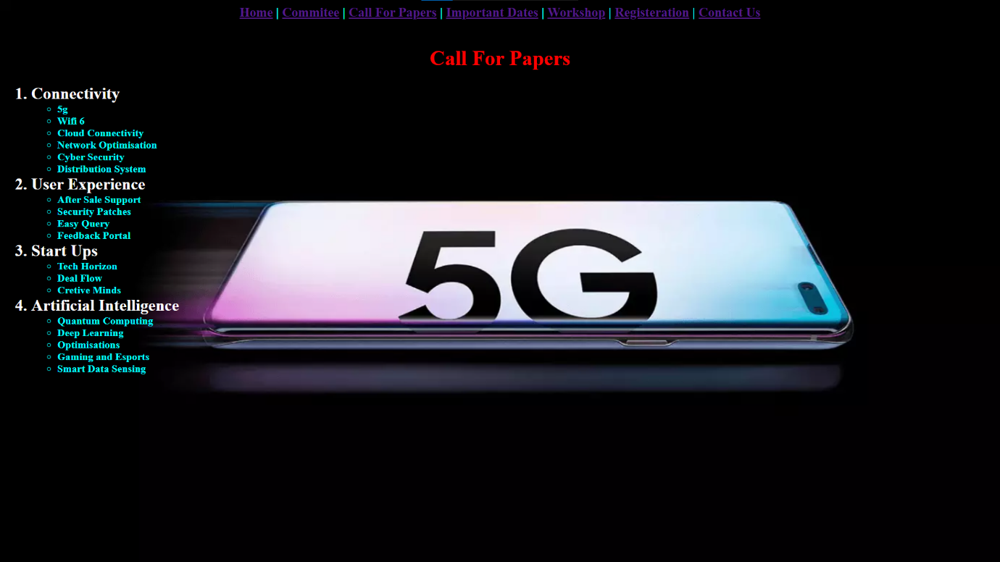 Home | Commitee | Call For Papers | Important Dates | Workshop | Registeration | Contact Us
Call For Papers
1. Connectivity
5g
Wifi 6
Cloud Connectivity
Network Optimisation
Cyber Security
Distribution System
2. User Experience
After Sale Support
Security Patches
Easy Query
Feedback Portal
3. Start Ups
Tech Horizon
Deal Flow
Cretive Minds
4. Artificial Intelligence
Quantum Computing
Deep Learning
Optimisations
Gaming and Esports
Smart Data Sensing
5G